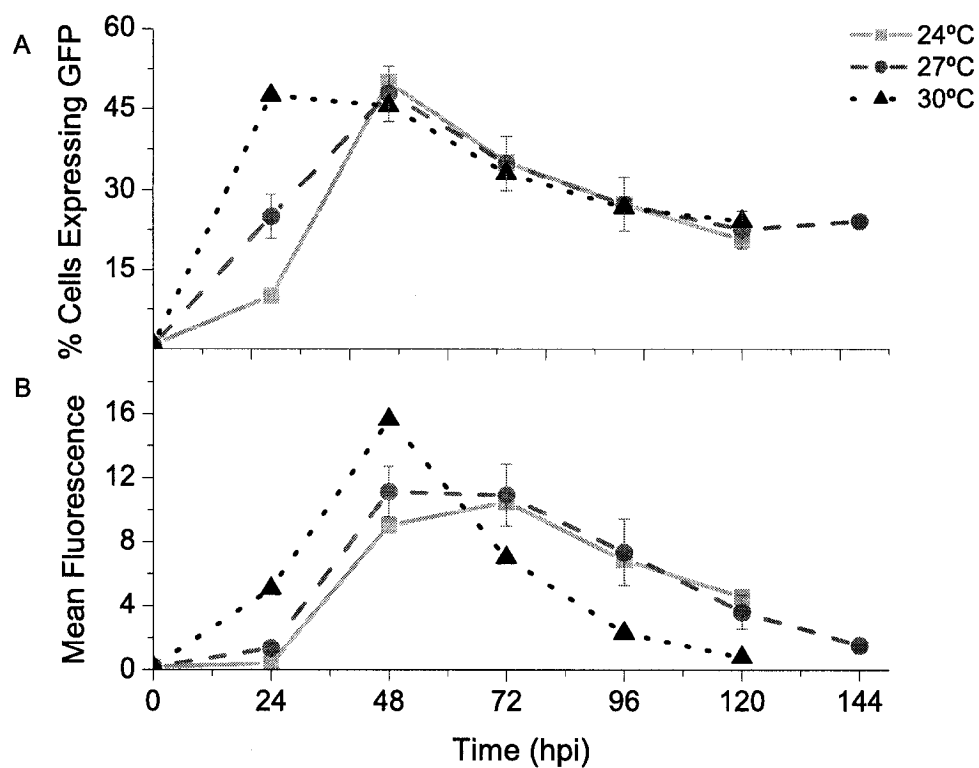 A
% Cells Expressing GFP
60
45
30
15
24ºC
27ºC
30ºC
B
Mean Fluorescence
16
12
8
4
0
0 24 48 72 96 120 144
Time (hpi)